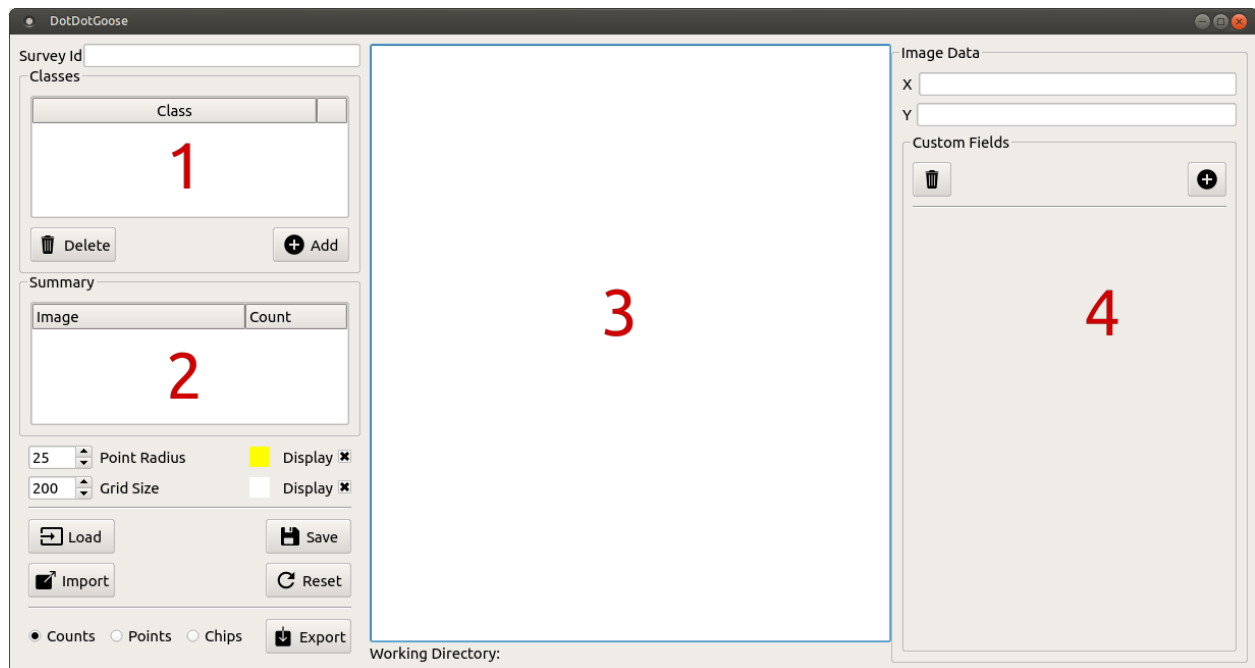 DotDotGoose
Survey Id
Classes
Class
1
Delete
Add
Summary
Image Count
2
25 Point Radius Display
200 Grid Size Display
Load
Save
Import
Reset
Counts Points Chips
Export
3
Working Directory:
Image Data
X
Y
Custom Fields
4